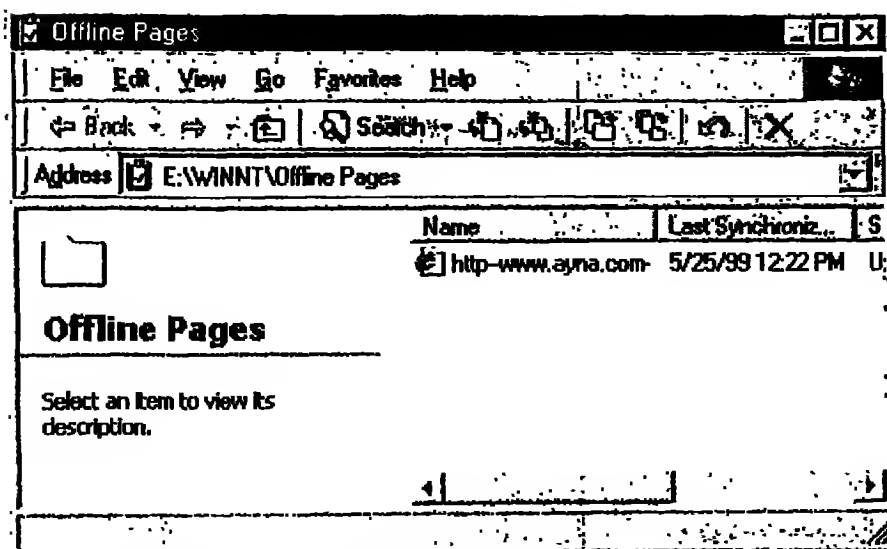 Offline Pages
File Edit View Go Favorites Help
Back Search
Address E:\WINNT\Offline Pages
Name Last Synchroniz... S
http-www.ayna.com- 5/25/99 12:22 PM U
Offline Pages
Select an item to view its
description.